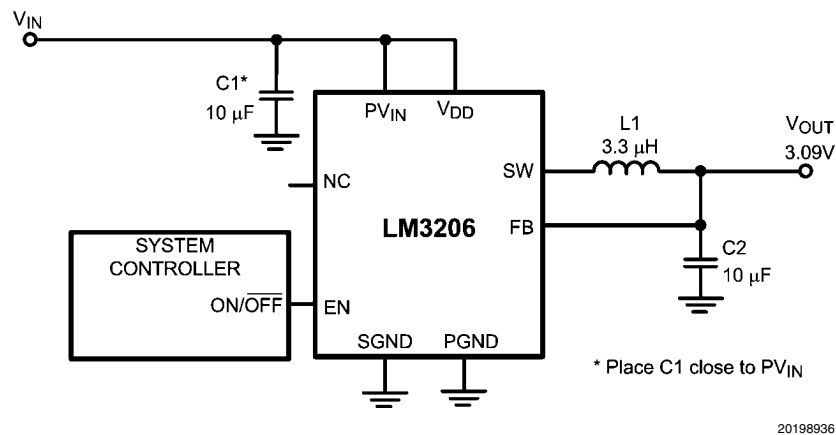 VIN
C1*
10 μF
PVIN
VDD
L1
3.3 μH
VOUT
3.09V
SW
NC
LM3206
FB
SYSTEM
CONTROLLER
C2
10 μF
ON/OFF
EN
SGND
PGND
* Place C1 close to PVIN
20198936